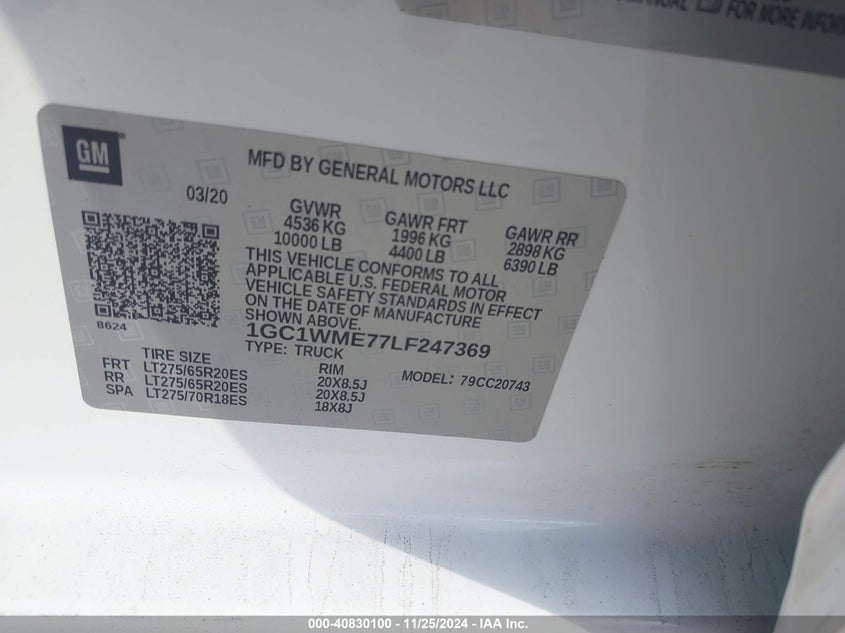 MANUAL FOR MORE INFORM
GM
MFD BY GENERAL MOTORS LLC
03/20
GVWR GAWR FRT GAWR RR
4536 KG 1996 KG 2898 KG
10000 LB 4400 LB 6390 LB
THIS VEHICLE CONFORMS TO ALL
APPLICABLE U.S. FEDERAL MOTOR
VEHICLE SAFETY STANDARDS IN EFFECT
ON THE DATE OF MANUFACTURE
SHOWN ABOVE.
8624
1GC1WME77LF247369
TYPE: TRUCK
TIRE SIZE RIM MODEL: 79CC20743
FRT LT275/65R20ES 20X8.5J
RR LT275/65R20ES 20X8.5J
SPA LT275/70R18ES 18X8J
000-40830100 - 11/25/2024 - IAA Inc.